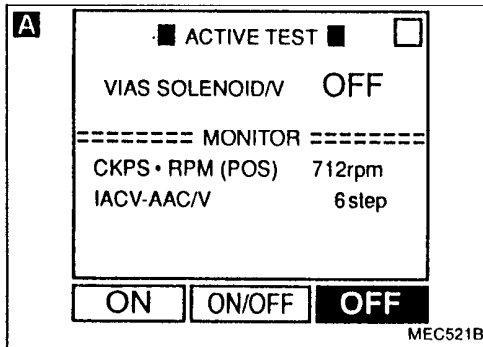 A
■ ACTIVE TEST ■
VIAS SOLENOID/V OFF
======== MONITOR ========
CKPS • RPM (POS) 712rpm
IACV-AAC/V 6step
ON ON/OFF OFF
MEC521B